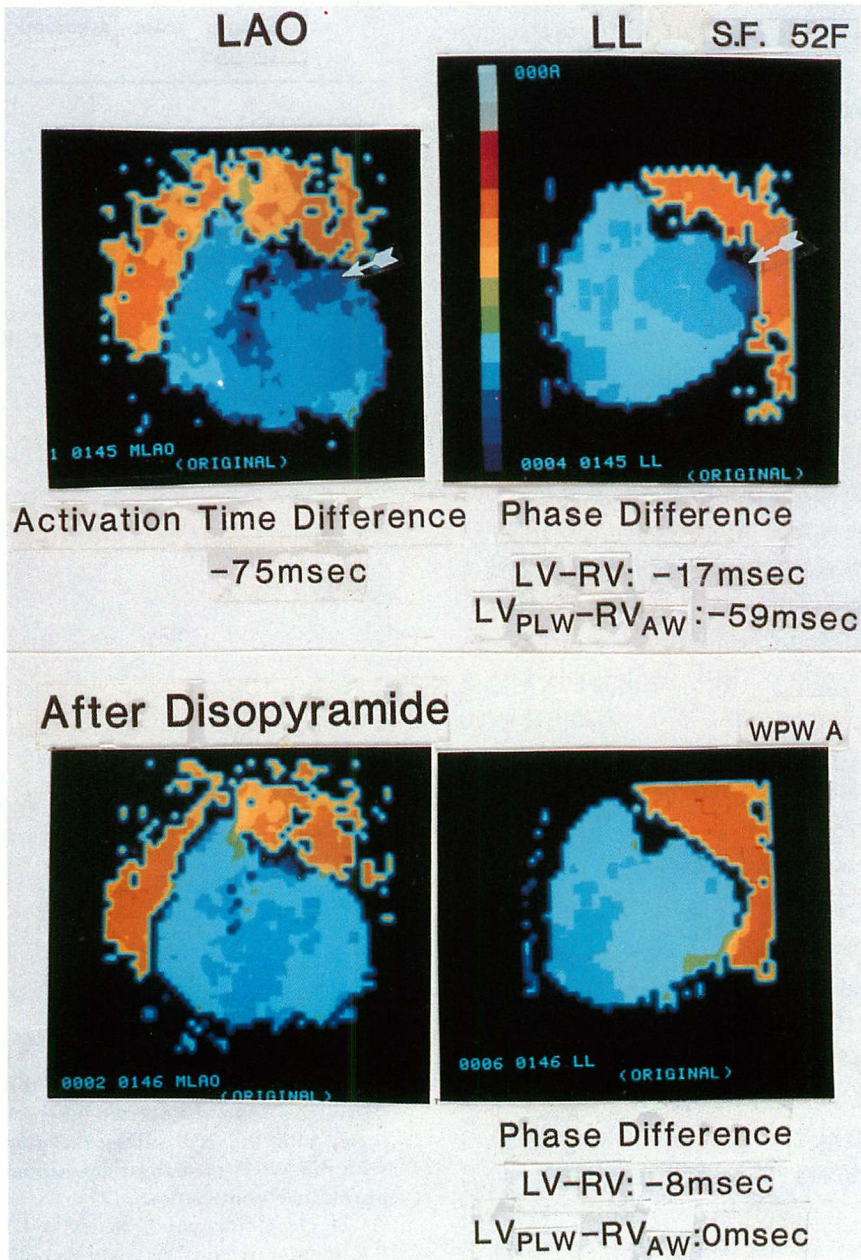 LAO
LL
S.F. 52F
000A
1 0145 MLAO
(ORIGINAL)
0004 0145 LL
(ORIGINAL)
Activation Time Difference
-75msec
Phase Difference
LV-RV: -17msec
LVPLW-RVAW:-59msec
After Disopyramide
WPW A
0002 0146 MLAO
(ORIGINAL)
0006 0146 LL
(ORIGINAL)
Phase Difference
LV-RV: -8msec
LVPLW-RVAW:0msec